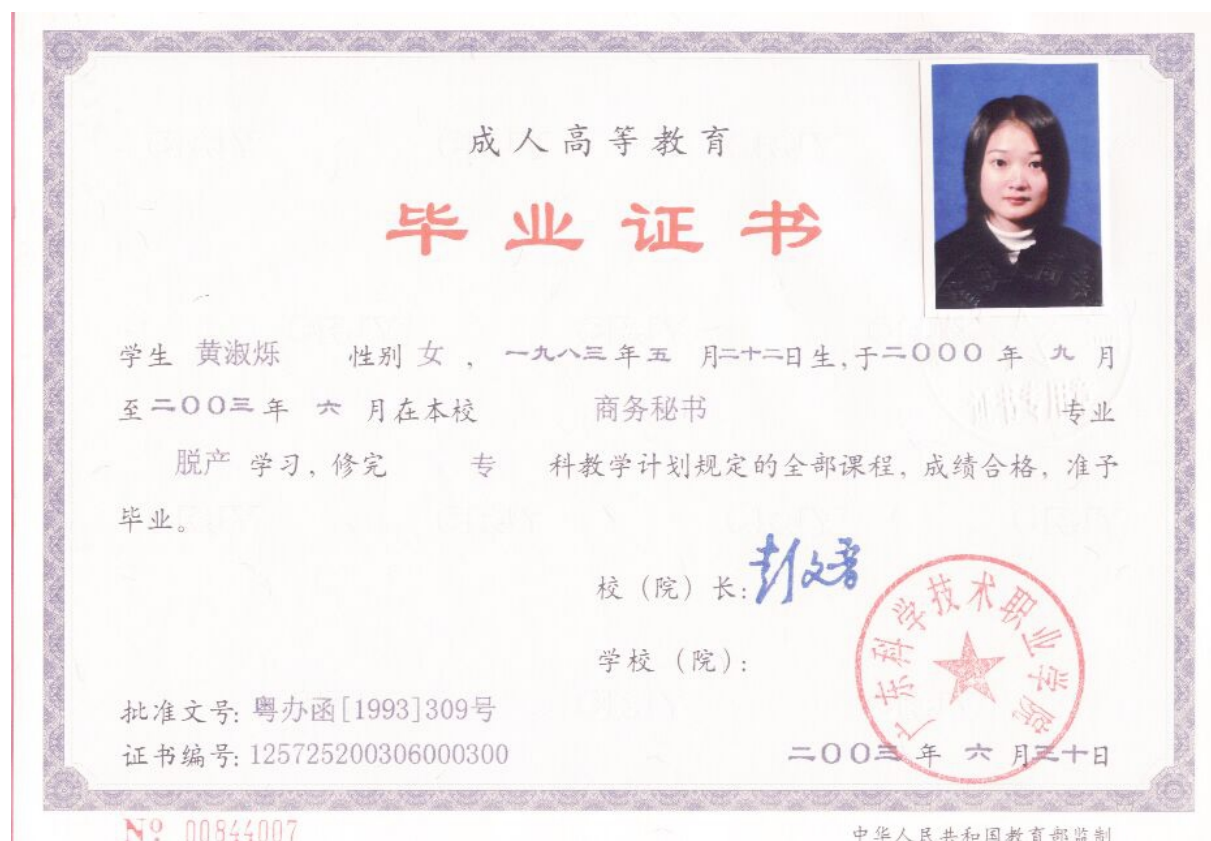 成人高等教育
毕业证书
学生 黄淑烁 性别 女 , 一九八三年五 月二十二日生,于二〇〇〇 年 九 月
至二〇〇三年 六 月在本校 商务秘书 专业
脱产 学习, 修完 专 科教学计划规定的全部课程, 成绩合格, 准予
毕业。
校 (院) 长: 彭文晋
广东科学技术职业学院
学校 (院):
批准文号: 粤办函[1993]309号
证书编号: 125725200306000300
二〇〇三 年 六 月三十日
№ 00844007
中华人民共和国教育部监制